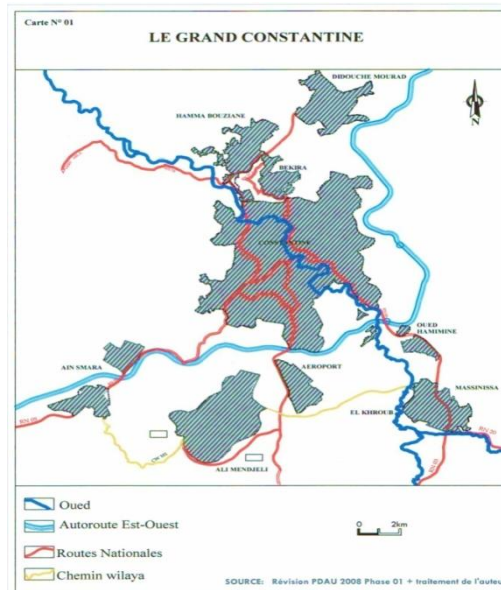 Carte N° 01
LE GRAND CONSTANTINE
DIDOUCHE MOURAD
HAMMA BOUZIANE
BEKIRA
N
CONSTANTINE
OUED
HAMIMINE
AIN SMARA
AEROPORT
MASSINISSA
EL KHROUB
ALI MENDJELI
Oued
Autoroute Est-Ouest
Routes Nationales
Chemin wilaya
0 2km
SOURCE: Révision PDAU 2008 Phase 01 + traitement de l'auteu